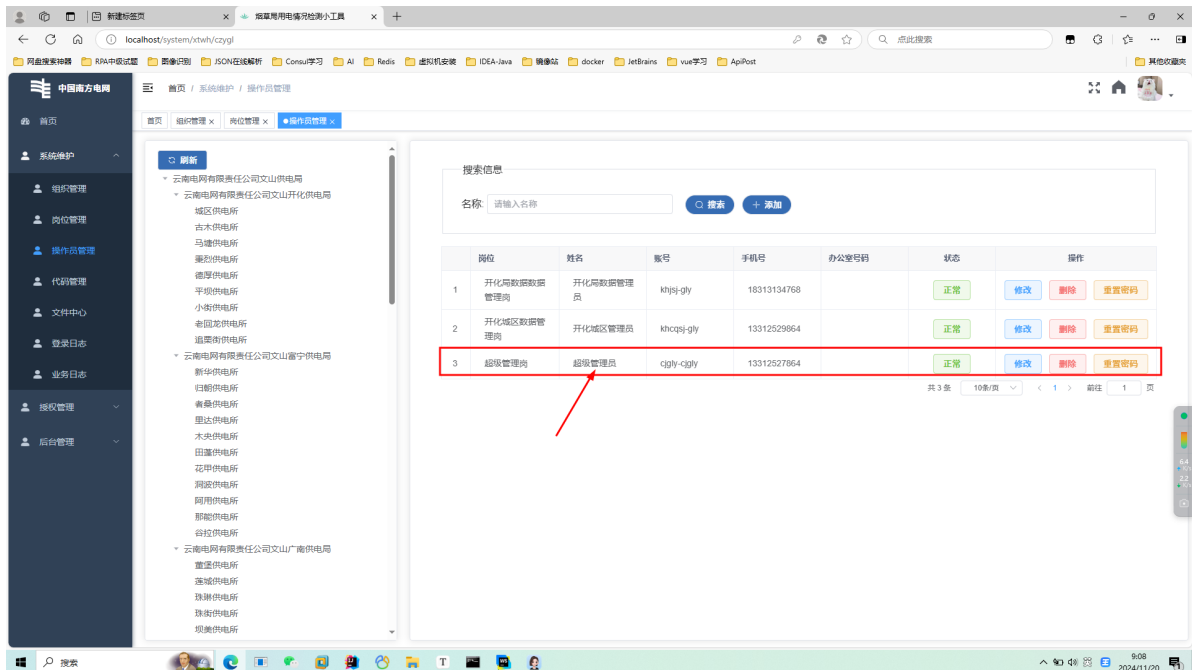 新建标签页
烟草局用电情况检测小工具
localhost/system/xtwh/czygl
点此搜索
网盘搜索神器 RPA中级试题 图像识别 JSON在线解析 Consul学习 AI Redis 虚拟机安装 IDEA-Java 镜像站 docker JetBrains vue学习 ApiPost 其他收藏夹
中国南方电网
首页 / 系统维护 / 操作员管理
首页
首页 组织管理 岗位管理 操作员管理
系统维护
组织管理
岗位管理
操作员管理
代码管理
文件中心
登录日志
业务日志
授权管理
后台管理
刷新
云南电网有限责任公司文山供电局
云南电网有限责任公司文山开化供电局
城区供电所
古木供电所
马塘供电所
秉烈供电所
德厚供电所
平坝供电所
小街供电所
老回龙供电所
追栗街供电所
云南电网有限责任公司文山富宁供电局
新华供电所
归朝供电所
者桑供电所
里达供电所
木央供电所
田蓬供电所
花甲供电所
洞波供电所
阿用供电所
那能供电所
谷拉供电所
云南电网有限责任公司文山广南供电局
董堡供电所
莲城供电所
珠琳供电所
珠街供电所
坝美供电所
搜索信息
名称 请输入名称 搜索 添加
岗位 姓名 账号 手机号 办公室号码 状态 操作
1 开化局数据数据管理岗 开化局数据管理员 khjsj-gly 18313134768 正常 修改 删除 重置密码
2 开化城区数据管理岗 开化城区管理员 khcqsj-gly 13312529864 正常 修改 删除 重置密码
3 超级管理岗 超级管理员 cjgly-cjgly 13312527864 正常 修改 删除 重置密码
共 3 条 10条/页 1 前往 1 页
6.4
K/s
2.2
K/s
搜索
9:08
2024/11/20